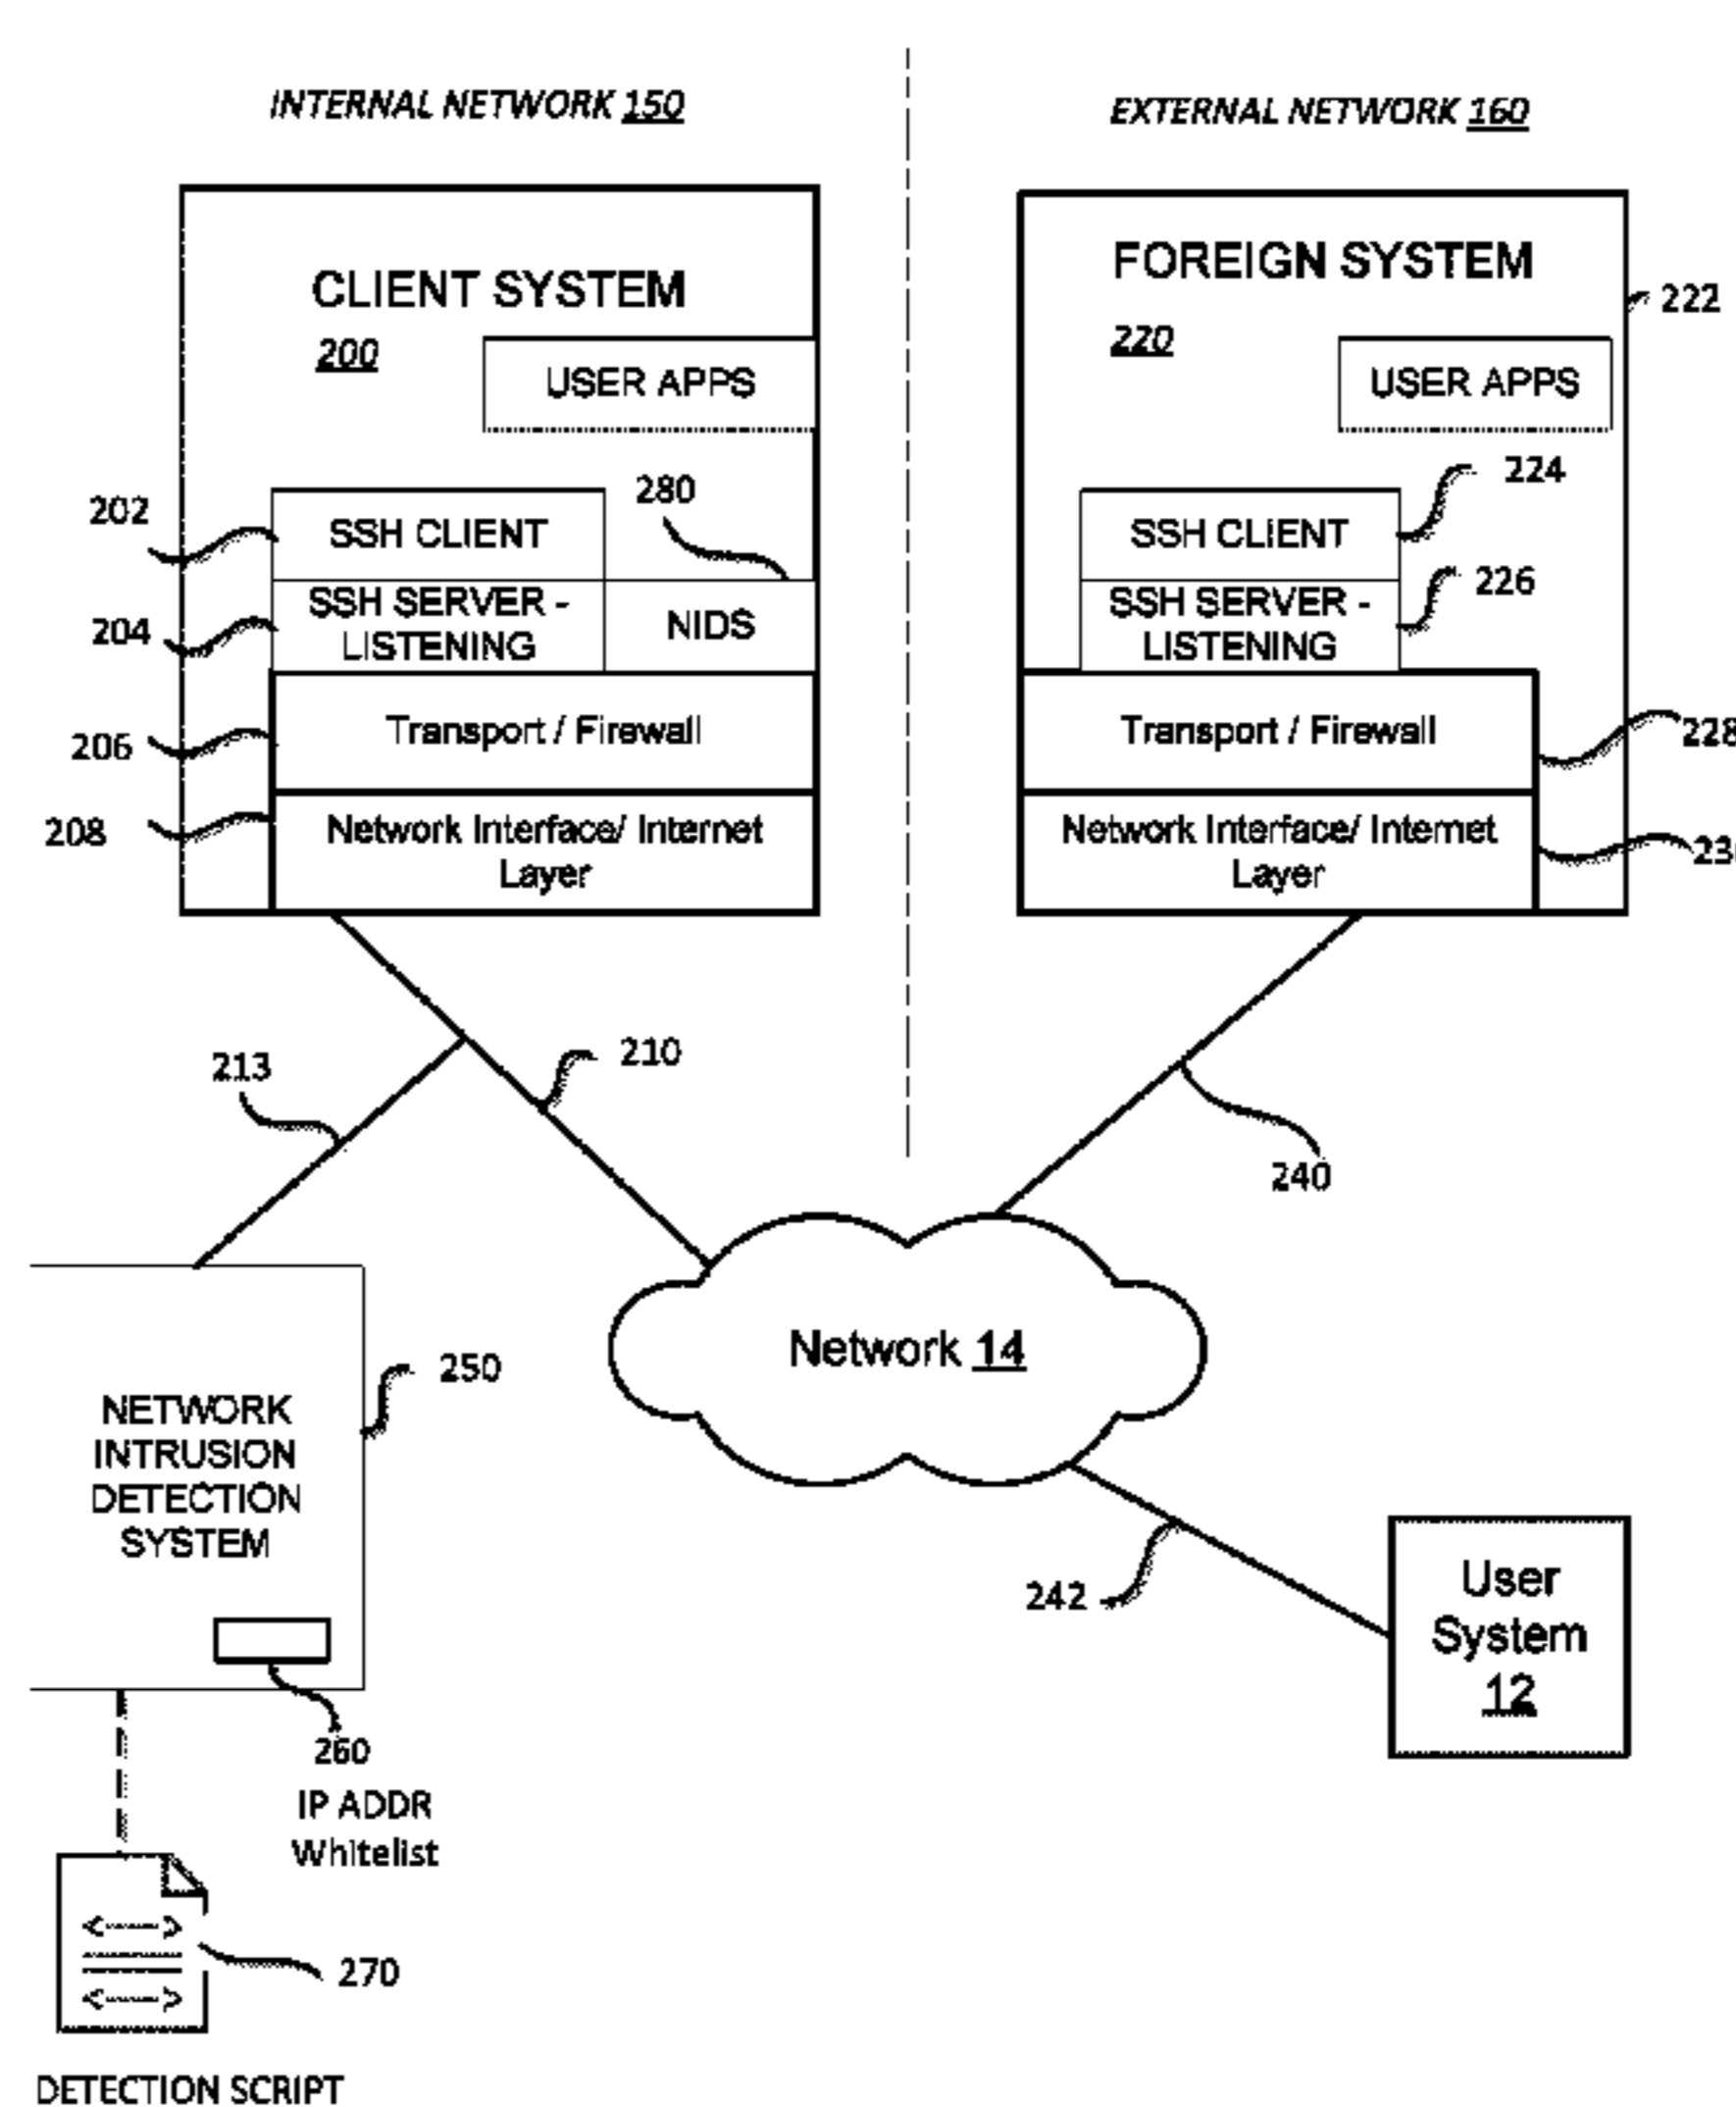 INTERNAL NETWORK 150
EXTERNAL NETWORK 160
CLIENT SYSTEM
200
USER APPS
FOREIGN SYSTEM
220
222
USER APPS
202
SSH CLIENT
280
204
SSH SERVER -
LISTENING
NIDS
206
Transport / Firewall
208
Network Interface/ Internet
Layer
SSH CLIENT
224
SSH SERVER -
LISTENING
226
Transport / Firewall
228
Network Interface/ Internet
Layer
23
213
210
240
NETWORK
INTRUSION
DETECTION
SYSTEM
250
Network 14
242
User
System
12
260
IP ADDR
Whitelist
270
DETECTION SCRIPT